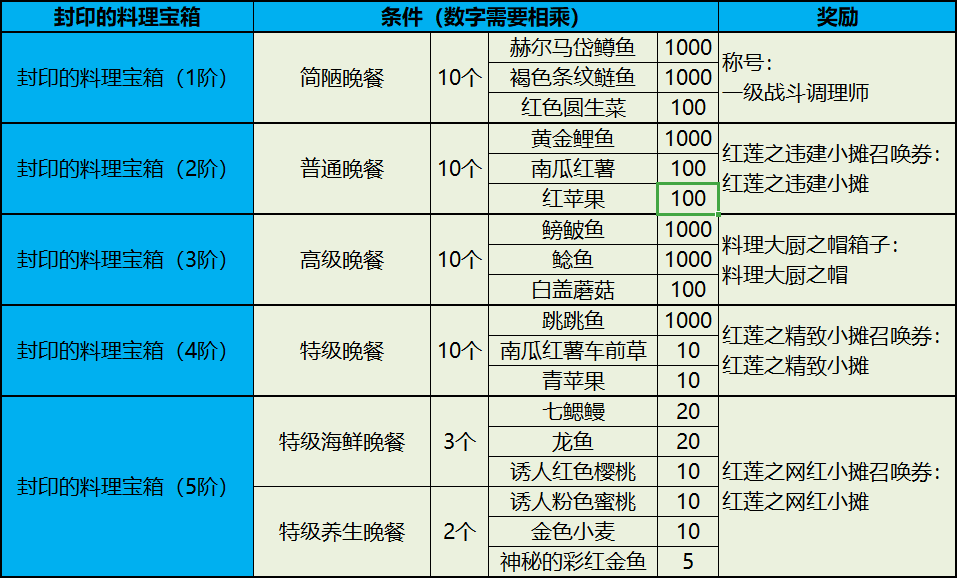 封印的料理宝箱 条件（数字需要相乘） 奖励
封印的料理宝箱（1阶） 简陋晚餐 10个 赫尔马岱鳟鱼 1000 称号：
褐色条纹鲢鱼 1000 一级战斗调理师
红色圆生菜 100
封印的料理宝箱（2阶） 普通晚餐 10个 黄金鲤鱼 1000 红莲之违建小摊召唤券：
南瓜红薯 100 红莲之违建小摊
红苹果 100
封印的料理宝箱（3阶） 高级晚餐 10个 鳑鲏鱼 1000 料理大厨之帽箱子：
鲶鱼 1000 料理大厨之帽
白盖蘑菇 100
封印的料理宝箱（4阶） 特级晚餐 10个 跳跳鱼 1000 红莲之精致小摊召唤券：
南瓜红薯车前草 10 红莲之精致小摊
青苹果 10
封印的料理宝箱（5阶） 特级海鲜晚餐 3个 七鳃鳗 20 红莲之网红小摊召唤券：
龙鱼 20 红莲之网红小摊
诱人红色樱桃 10
特级养生晚餐 2个 诱人粉色蜜桃 10
金色小麦 10
神秘的彩红金鱼 5